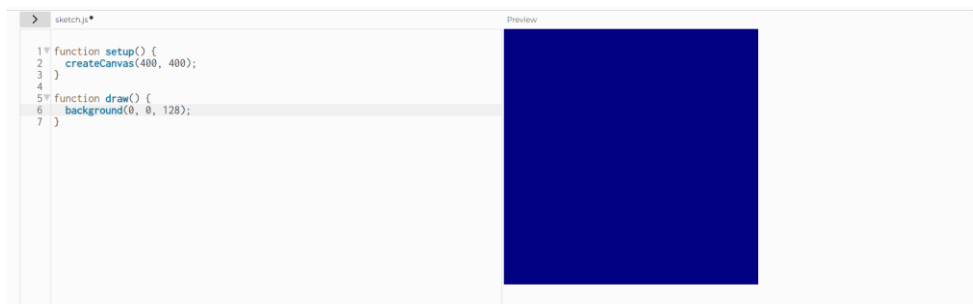 sketch.js
Preview
1 function setup() {
2 createCanvas(400, 400);
3 }
4
5 function draw() {
6 background(0, 0, 128);
7 }